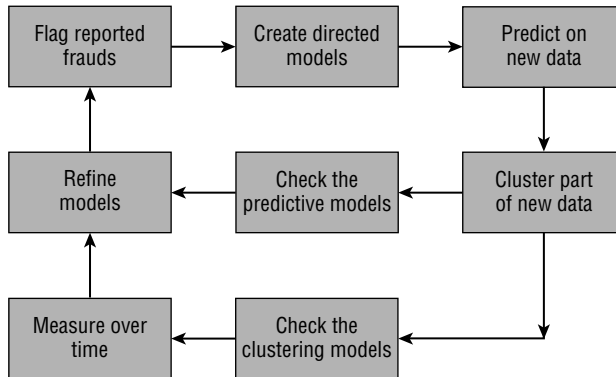 Flag reported
frauds
Create directed
models
Predict on
new data
Refine
models
Check the
predictive models
Cluster part
of new data
Measure over
time
Check the
clustering models